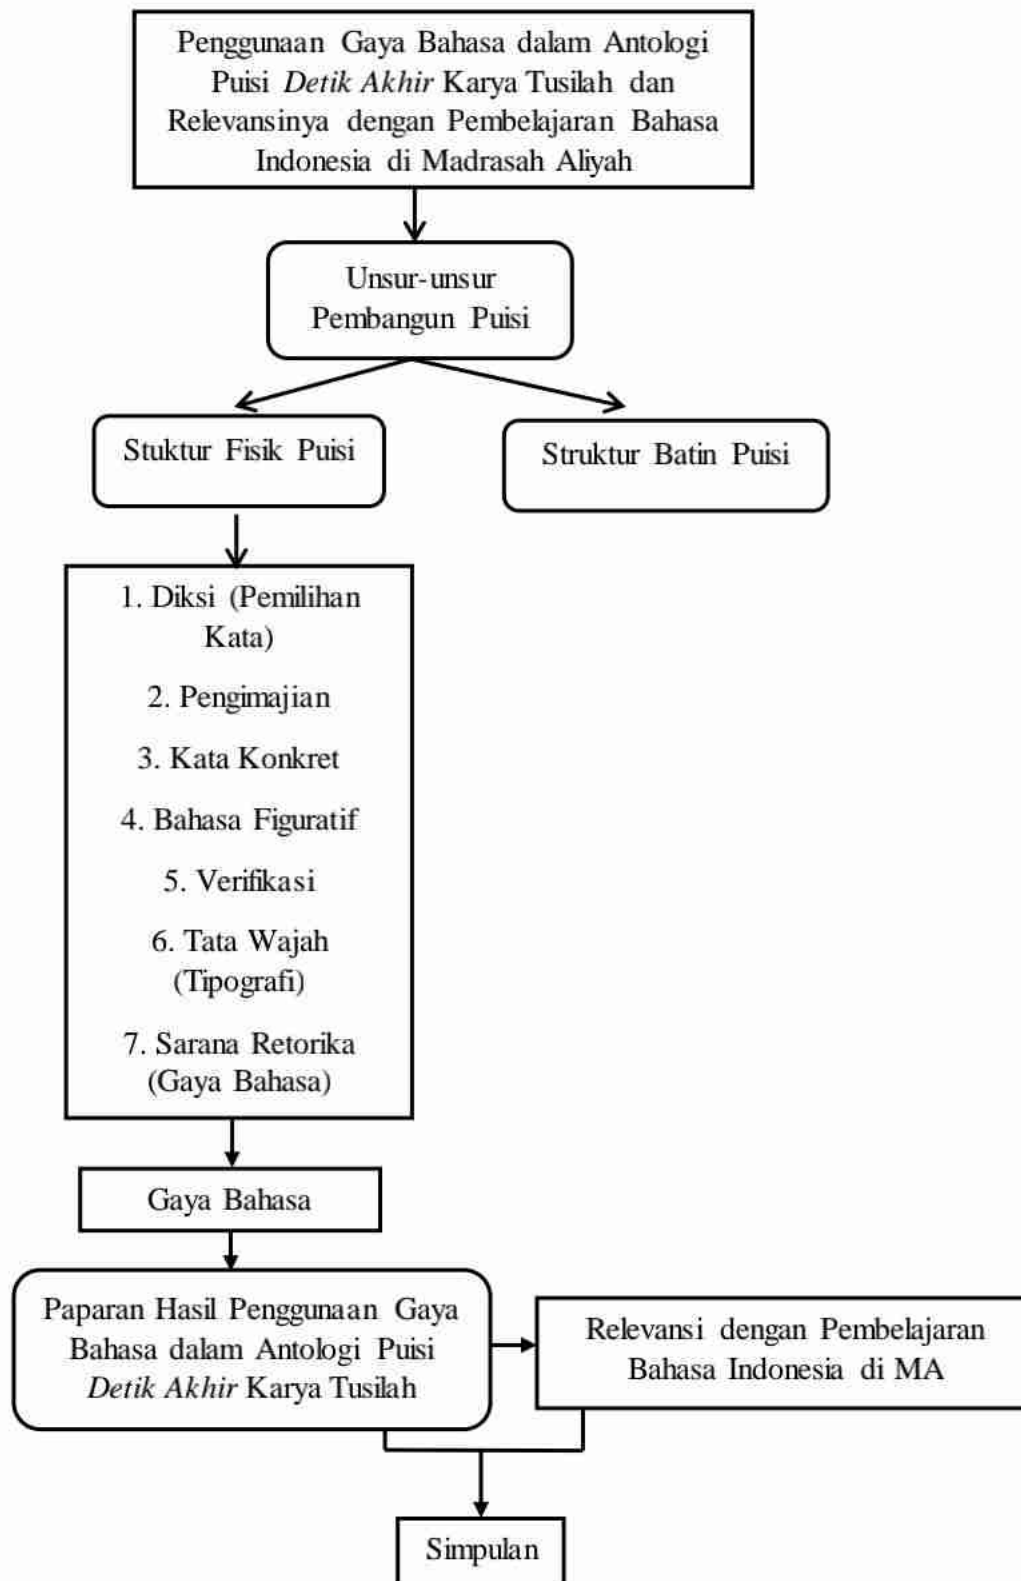 Penggunaan Gaya Bahasa dalam Antologi
Puisi Detik Akhir Karya Tusilah dan
Relevansinya dengan Pembelajaran Bahasa
Indonesia di Madrasah Aliyah
Unsur-unsur
Pembangun Puisi
Stuktur Fisik Puisi
Struktur Batin Puisi
1. Diksi (Pemilihan
Kata)
2. Pengimajian
3. Kata Konkret
4. Bahasa Figuratif
5. Verifikasi
6. Tata Wajah
(Tipografi)
7. Sarana Retorika
(Gaya Bahasa)
Gaya Bahasa
Paparan Hasil Penggunaan Gaya
Bahasa dalam Antologi Puisi
Detik Akhir Karya Tusilah
Relevansi dengan Pembelajaran
Bahasa Indonesia di MA
Simpulan